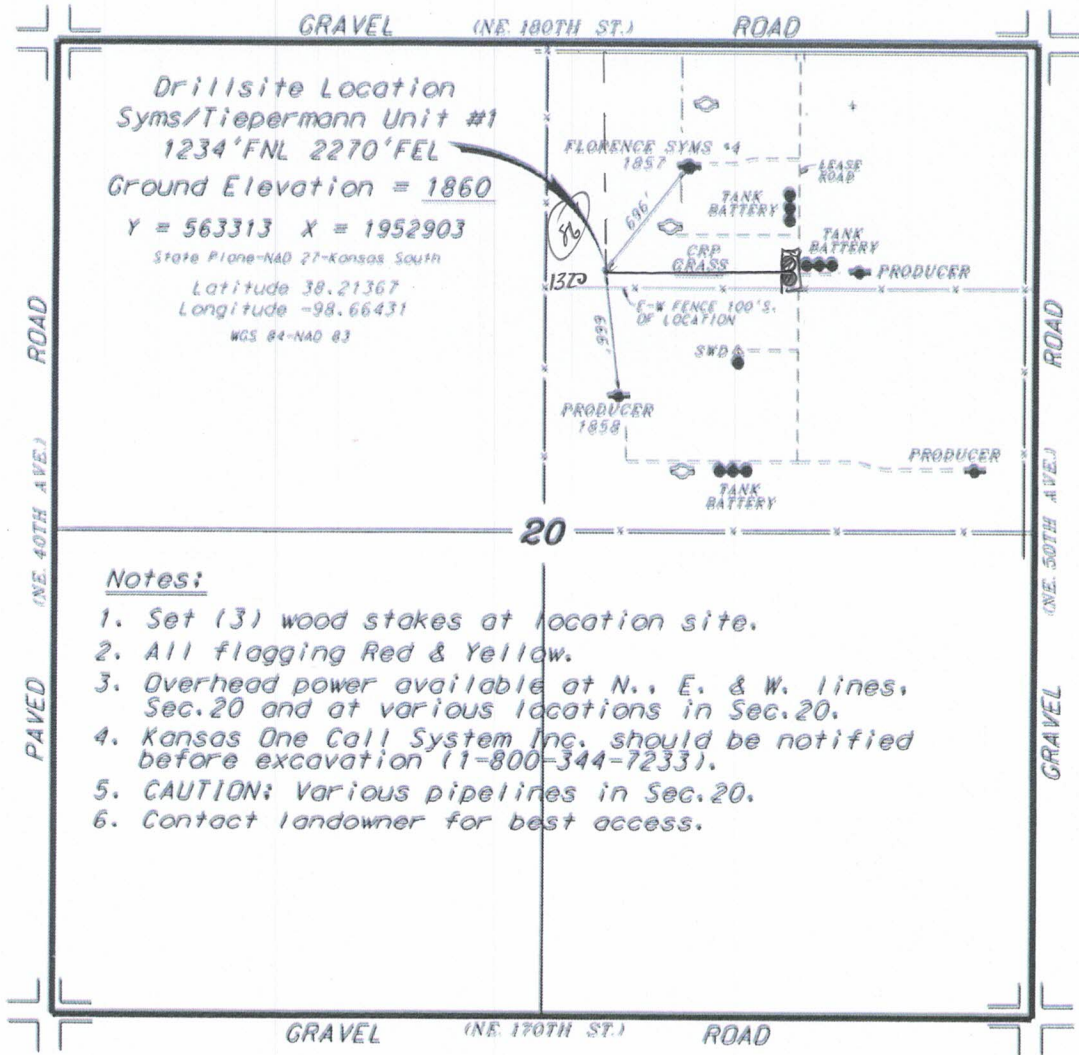 GRAVEL (NE. 180TH ST.) ROAD
Drillsite Location
Syms/Tiepermann Unit #1
1234'FNL 2270'FEL
Ground Elevation = 1860
Y = 563313 X = 1952903
State Plane-NAD 27-Kansas South
Latitude 38.21367
Longitude -98.66431
WGS 84-NAD 83
FLORENCE SYMS #4
1857
LEASE
ROAD
TANK
BATTERY
696'
86
TANK
BATTERY
CRP
GRASS
PRODUCER
1320
E-W FENCE 100'S.
OF LOCATION
666'
SWD
PRODUCER
1858
PRODUCER
TANK
BATTERY
PAVED (NE. 40TH AVE.) ROAD
GRAVEL (NE. 50TH AVE.) ROAD
20
Notes:
1. Set (3) wood stakes at location site.
2. All flagging Red & Yellow.
3. Overhead power available at N., E. & W. lines,
Sec.20 and at various locations in Sec.20.
4. Kansas One Call System Inc. should be notified
before excavation (1-800-344-7233).
5. CAUTION: Various pipelines in Sec.20.
6. Contact landowner for best access.
GRAVEL (NE. 170TH ST.) ROAD